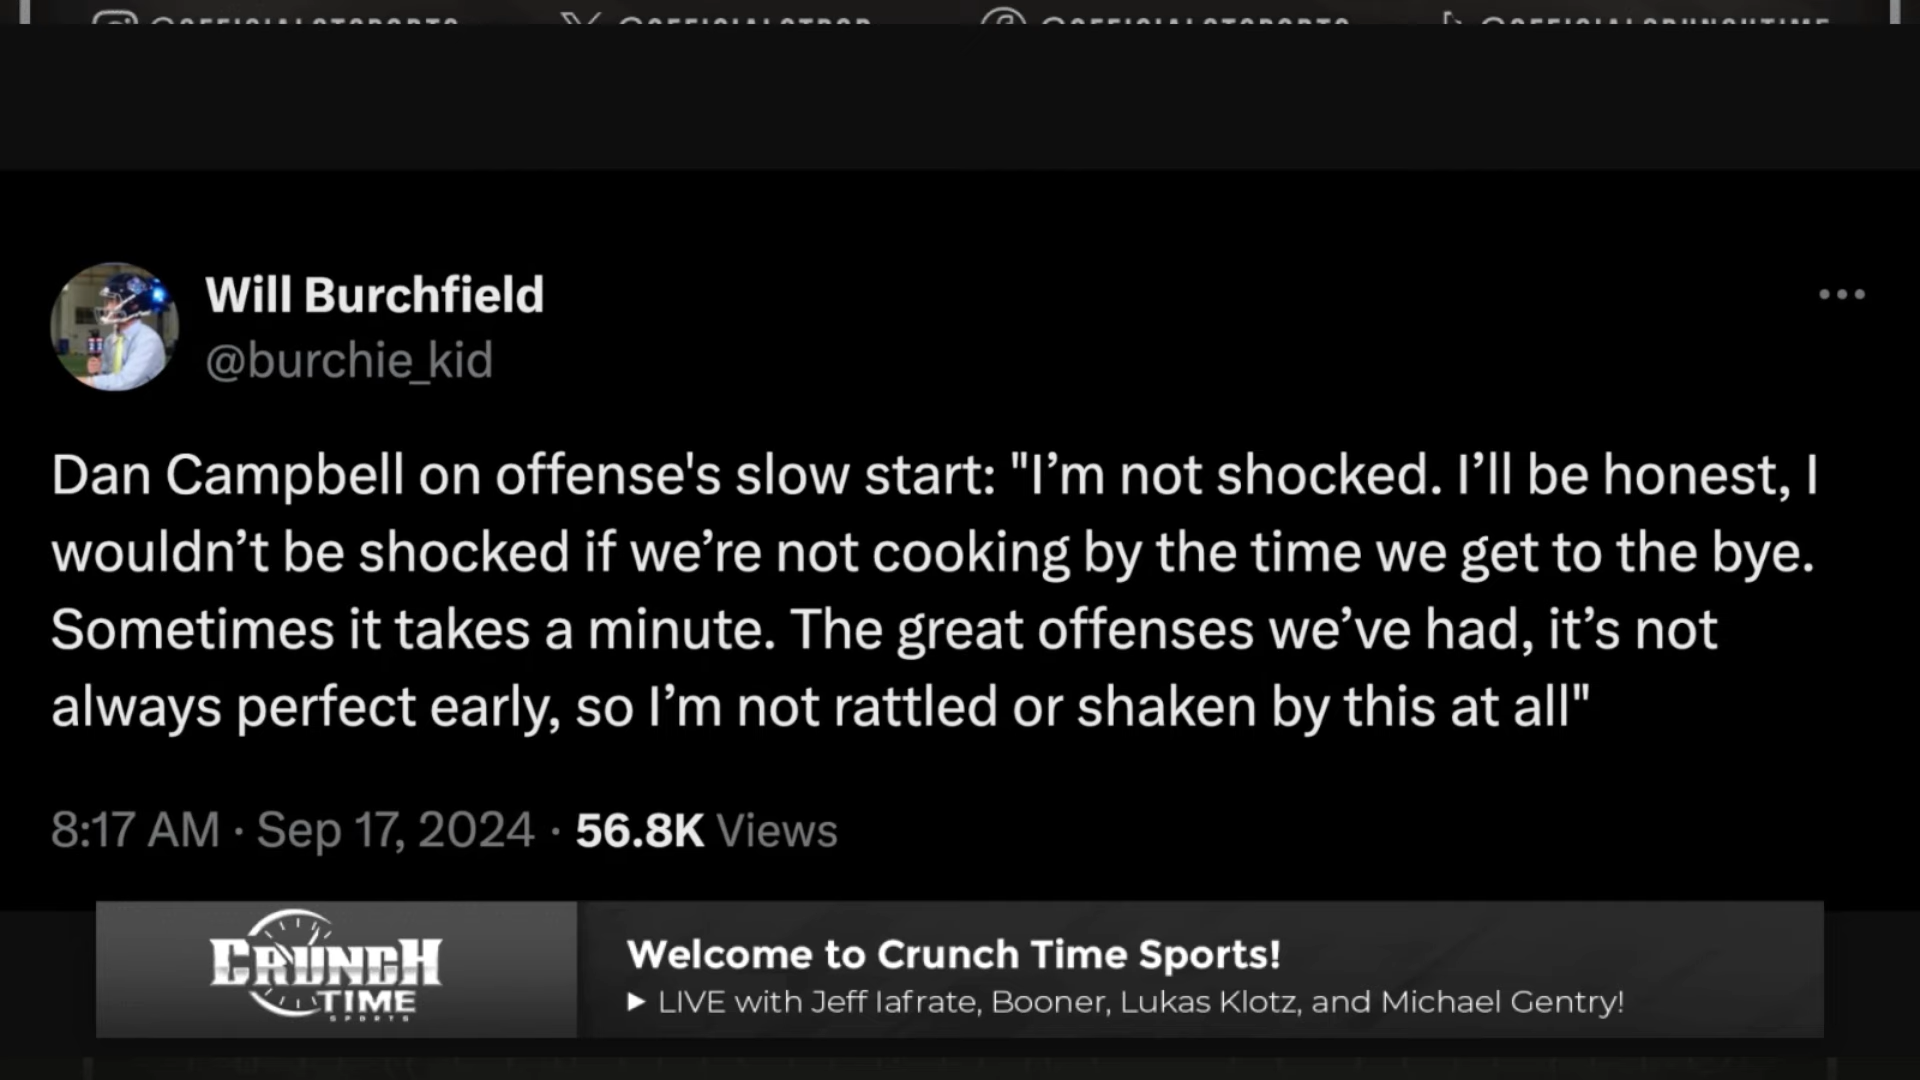 Will Burchfield
@burchie_kid
Dan Campbell on offense's slow start: "I’m not shocked. I’ll be honest, I
wouldn’t be shocked if we’re not cooking by the time we get to the bye.
Sometimes it takes a minute. The great offenses we’ve had, it’s not
always perfect early, so I’m not rattled or shaken by this at all"
8:17 AM · Sep 17, 2024 · 56.8K Views
CRUNCH
TIME
SPORTS
Welcome to Crunch Time Sports!
LIVE with Jeff Iafrate, Booner, Lukas Klotz, and Michael Gentry!